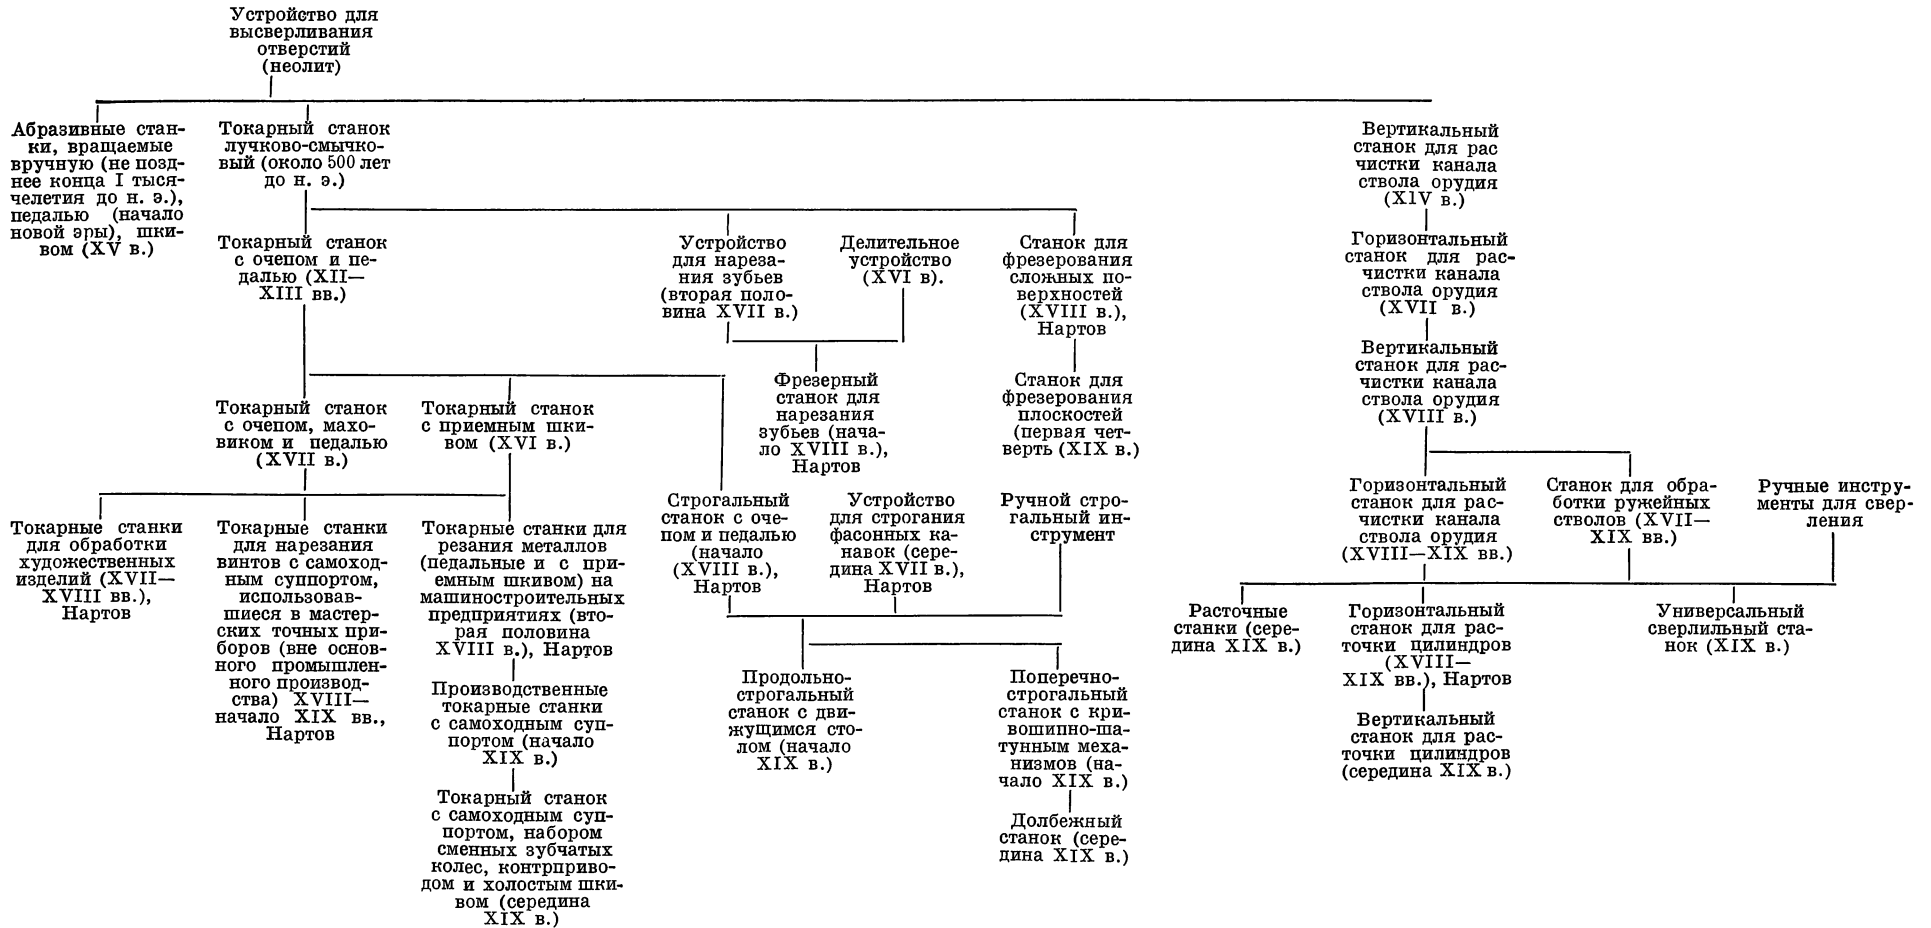 Устройство для
высверливания
отверстий
(неолит)
Абразивные стан-
ки, вращаемые
вручную (не позд-
нее конца I тыся-
челетия до н. э.),
педалью (начало
новой эры), шки-
вом (XV в.)
Токарный станок
лучково-смычко-
вый (около 500 лет
до н. э.)
Вертикальный
станок для рас
чистки канала
ствола орудия
(XIV в.)
Токарный станок
с очепом и пе-
далью (XII—
XIII вв.)
Устройство
для нареза-
ния зубьев
(вторая поло-
вина XVII в.)
Делительное
устройство
(XVI в).
Станок для
фрезерования
сложных по-
верхностей
(XVIII в.),
Нартов
Горизонтальный
станок для рас-
чистки канала
ствола орудия
(XVII в.)
Вертикальный
станок для рас-
чистки канала
ствола орудия
(XVIII в.)
Фрезерный
станок для
нарезания
зубьев (нача-
ло XVIII в.),
Нартов
Станок для
фрезерования
плоскостей
(первая чет-
верть (XIX в.)
Токарный станок
с очепом, махо-
виком и педалью
(XVII в.)
Токарный станок
с приемным шки-
вом (XVI в.)
Строгальный
станок с оче-
пом и педалью
(начало
(XVIII в.),
Нартов
Устройство
для строгания
фасонных ка-
навок (сере-
дина XVII в.),
Нартов
Ручной стро-
гальный ин-
струмент
Горизонтальный
станок для рас-
чистки канала
ствола орудия
(XVIII—XIX вв.)
Станок для обра-
ботки ружейных
стволов (XVII—
XIX вв.)
Ручные инстру-
менты для свер-
ления
Токарные станки
для обработки
художественных
изделий (XVII—
XVIII вв.),
Нартов
Токарные станки
для нарезания
винтов с самоход-
ным суппортом,
использовав-
шиеся в мастер-
ских точных при-
боров (вне основ-
ного промышлен-
ного производ-
ства) XVIII—
начало XIX вв.,
Нартов
Токарные станки для
резания металлов
(педальные и с при-
емным шкивом) на
машиностроительных
предприятиях (вто-
рая половина
XVIII в.), Нартов
Производственные
токарные станки
с самоходным суп-
портом (начало
XIX в.)
Токарный станок
с самоходным суп-
портом, набором
сменных зубчатых
колес, контрприво-
дом и холостым шки-
вом (середина
XIX в.)
Продольно-
строгальный
станок с дви-
жущимся сто-
лом (начало
XIX в.)
Поперечно-
строгальный
станок с кри-
вошипно-ша-
тунным меха-
низмов (на-
чало XIX в.)
Долбежный
станок (сере-
дина XIX в.)
Расточные
станки (сере-
дина XIX в.)
Горизонтальный
станок для рас-
точки цилиндров
(XVIII—
XIX вв.), Нартов
Вертикальный
станок для рас-
точки цилиндров
(середина XIX в.)
Универсальный
сверлильный ста-
нок (XIX в.)